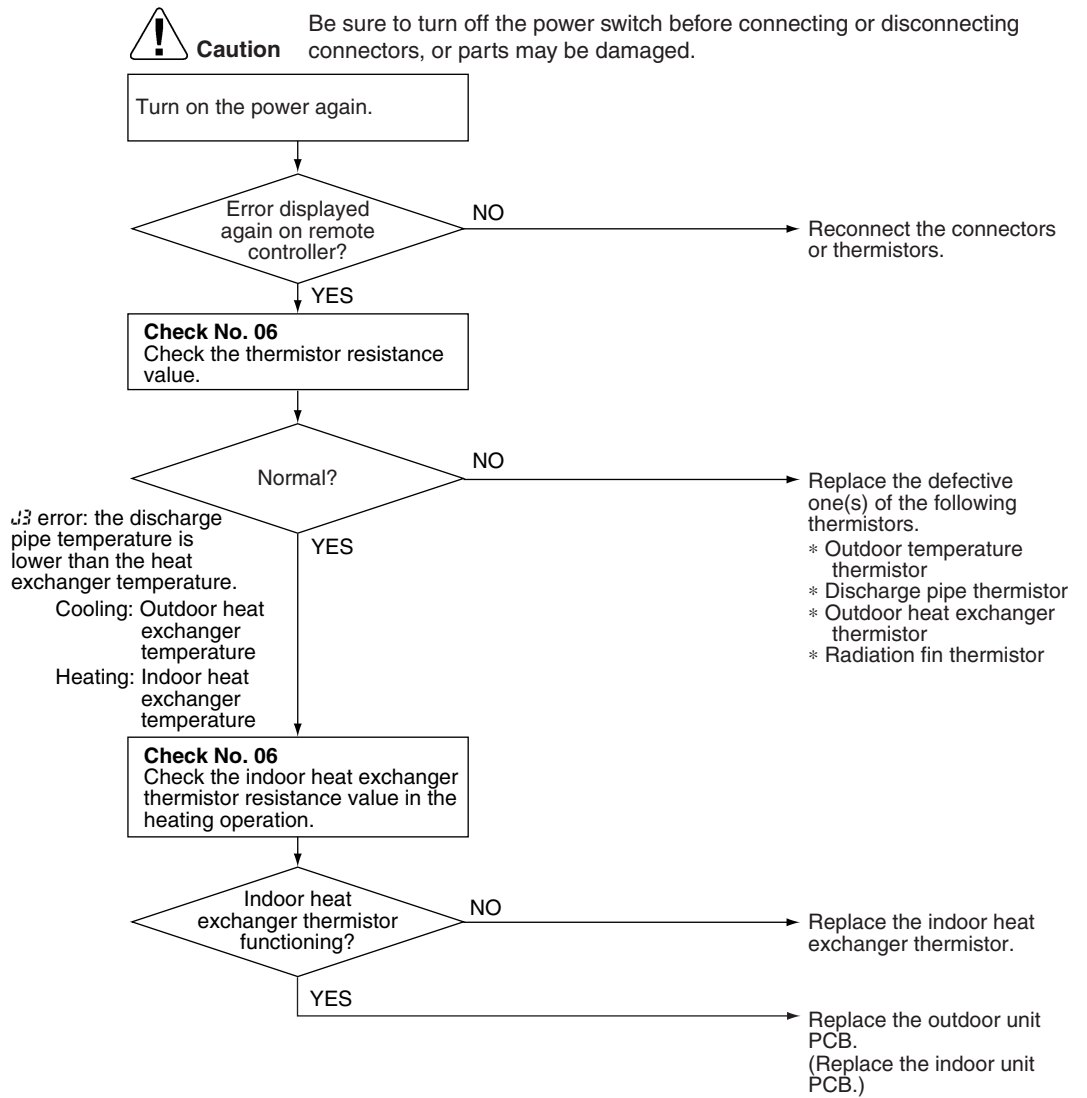 Be sure to turn off the power switch before connecting or disconnecting
Caution connectors, or parts may be damaged.
Turn on the power again.
Error displayed
again on remote
controller?
NO
Reconnect the connectors
or thermistors.
YES
Check No. 06
Check the thermistor resistance
value.
Normal?
NO
Replace the defective
one(s) of the following
thermistors.
* Outdoor temperature
thermistor
* Discharge pipe thermistor
* Outdoor heat exchanger
thermistor
* Radiation fin thermistor
YES
J3 error: the discharge
pipe temperature is
lower than the heat
exchanger temperature.
Cooling: Outdoor heat
exchanger
temperature
Heating: Indoor heat
exchanger
temperature
Check No. 06
Check the indoor heat exchanger
thermistor resistance value in the
heating operation.
Indoor heat
exchanger thermistor
functioning?
NO
Replace the indoor heat
exchanger thermistor.
YES
Replace the outdoor unit
PCB.
(Replace the indoor unit
PCB.)